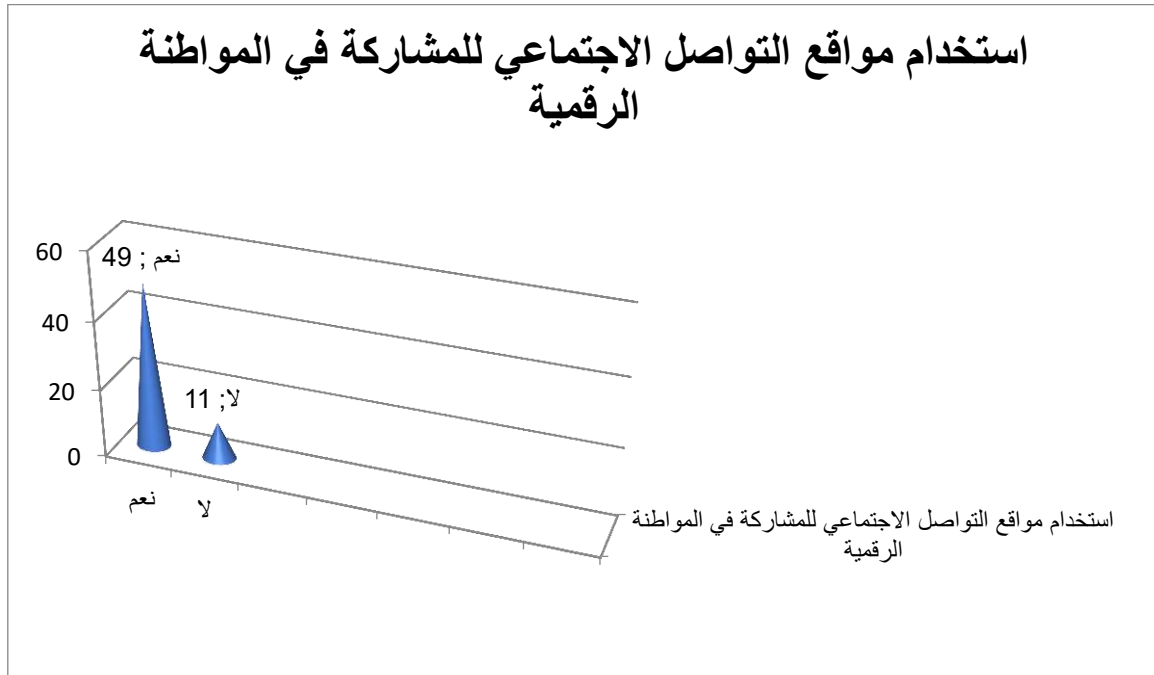 استخدام مواقع التواصل الاجتماعي للمشاركة في المواطنة
الرقمية
60
نعم ; 49
40
لا; 11
20
0
نعم
لا
استخدام مواقع التواصل الاجتماعي للمشاركة في المواطنة
الرقمية